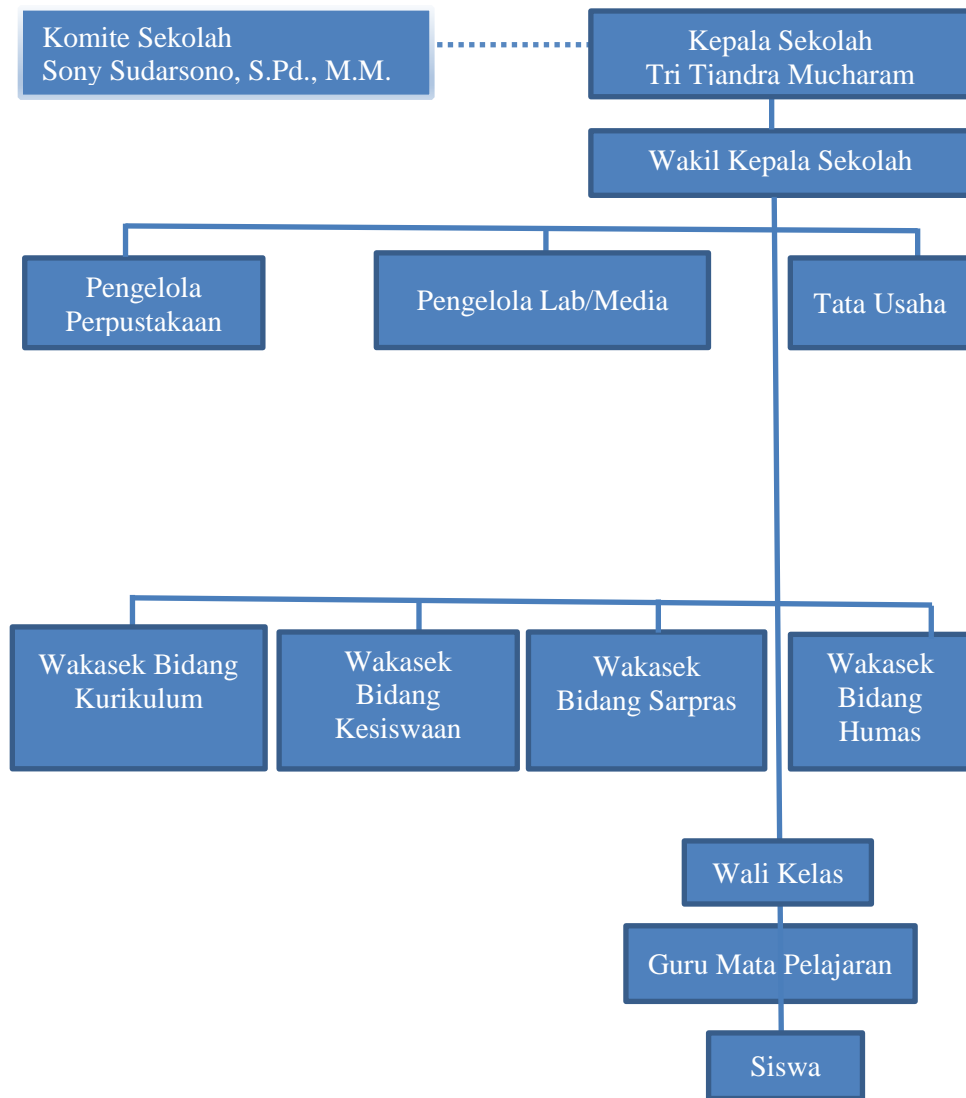 Komite Sekolah
Sony Sudarsono, S.Pd., M.M.
Kepala Sekolah
Tri Tiandra Mucharam
Wakil Kepala Sekolah
Pengelola
Perpustakaan
Pengelola Lab/Media
Tata Usaha
Wakasek Bidang
Kurikulum
Wakasek
Bidang
Kesiswaan
Wakasek
Bidang Sarpras
Wakasek
Bidang
Humas
Wali Kelas
Guru Mata Pelajaran
Siswa